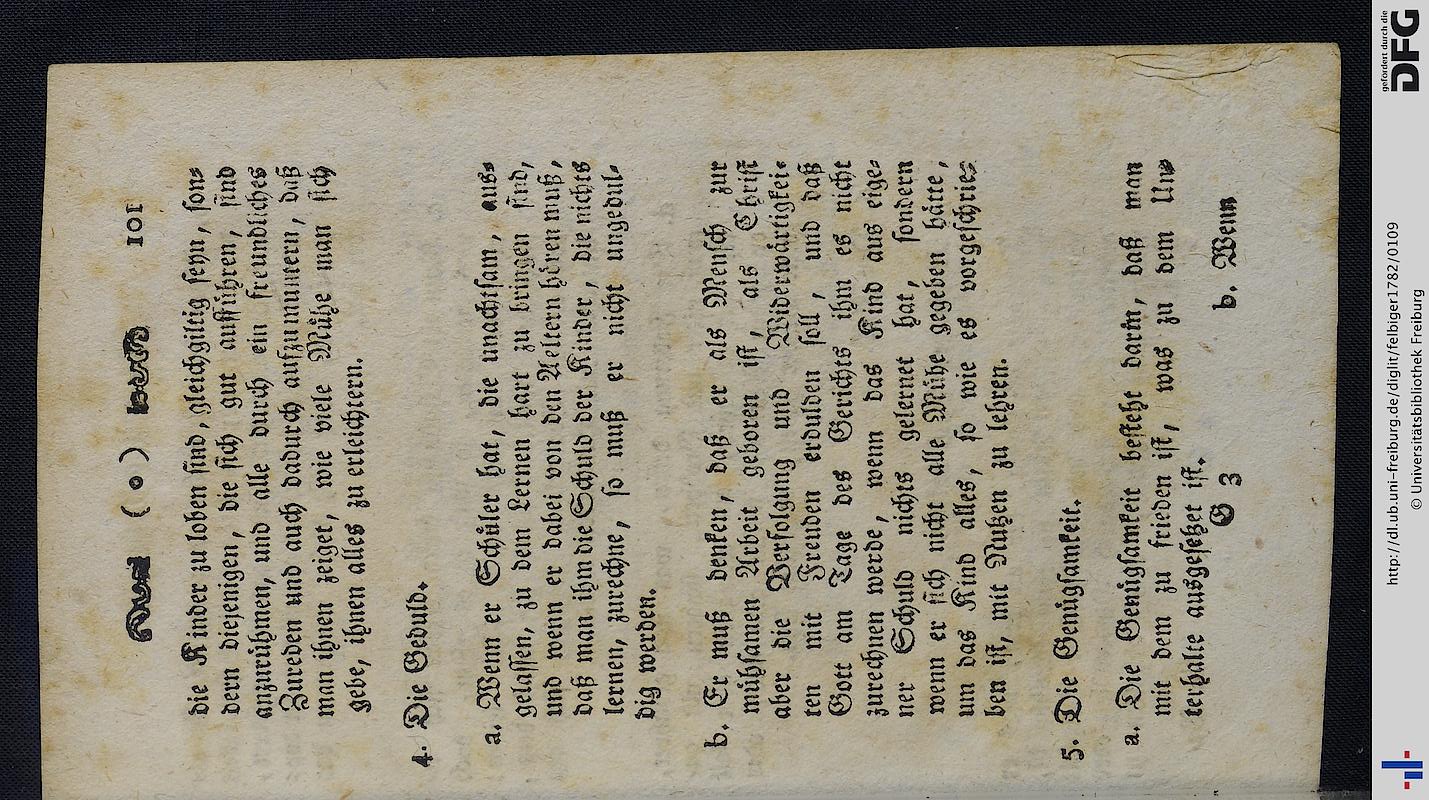 ( o ) 101
die Kinder zu loben sind, gleichgiltig seyn, son⸗
dern diejenigen, die sich gut aufführen, sind
anzurühmen, und alle durch ein freundliches
Zureden und auch dadurch aufzumuntern, daß
man ihnen zeiget, wie viele Mühe man sich
gebe, ihnen alles zu erleichtern.
4. Die Geduld.
a. Wenn er Schüler hat, die unachtsam, aus⸗
gelassen, zu dem Lernen hart zu bringen sind,
und wenn er dabei von den Aeltern hören muß,
daß man ihm die Schuld der Kinder, die nichts
lernen, zurechne, so muß er nicht ungedul⸗
dig werden.
b. Er muß denken, daß er als Mensch zur
mühsamen Arbeit geboren ist, als Christ
aber die Verfolgung und Widerwärtigkei⸗
ten mit Freuden erdulden soll, und daß
Gott am Tage des Gerichts ihm es nicht
zurechnen werde, wenn das Kind aus eige⸗
ner Schuld nichts gelernet hat, sondern
wenn er sich nicht alle Mühe gegeben hätte,
um das Kind alles, so wie es vorgeschrie⸗
ben ist, mit Nutzen zu lehren.
5. Die Genügsamkeit.
a. Die Genügsamkeit besteht darin, daß man
mit dem zu frieden ist, was zu dem Un⸗
terhalte ausgesetzet ist.
G 3 b. Wenn
gefördert durch die
DFG
http://dl.ub.uni-freiburg.de/diglit/felbiger1782/0109
© Universitätsbibliothek Freiburg